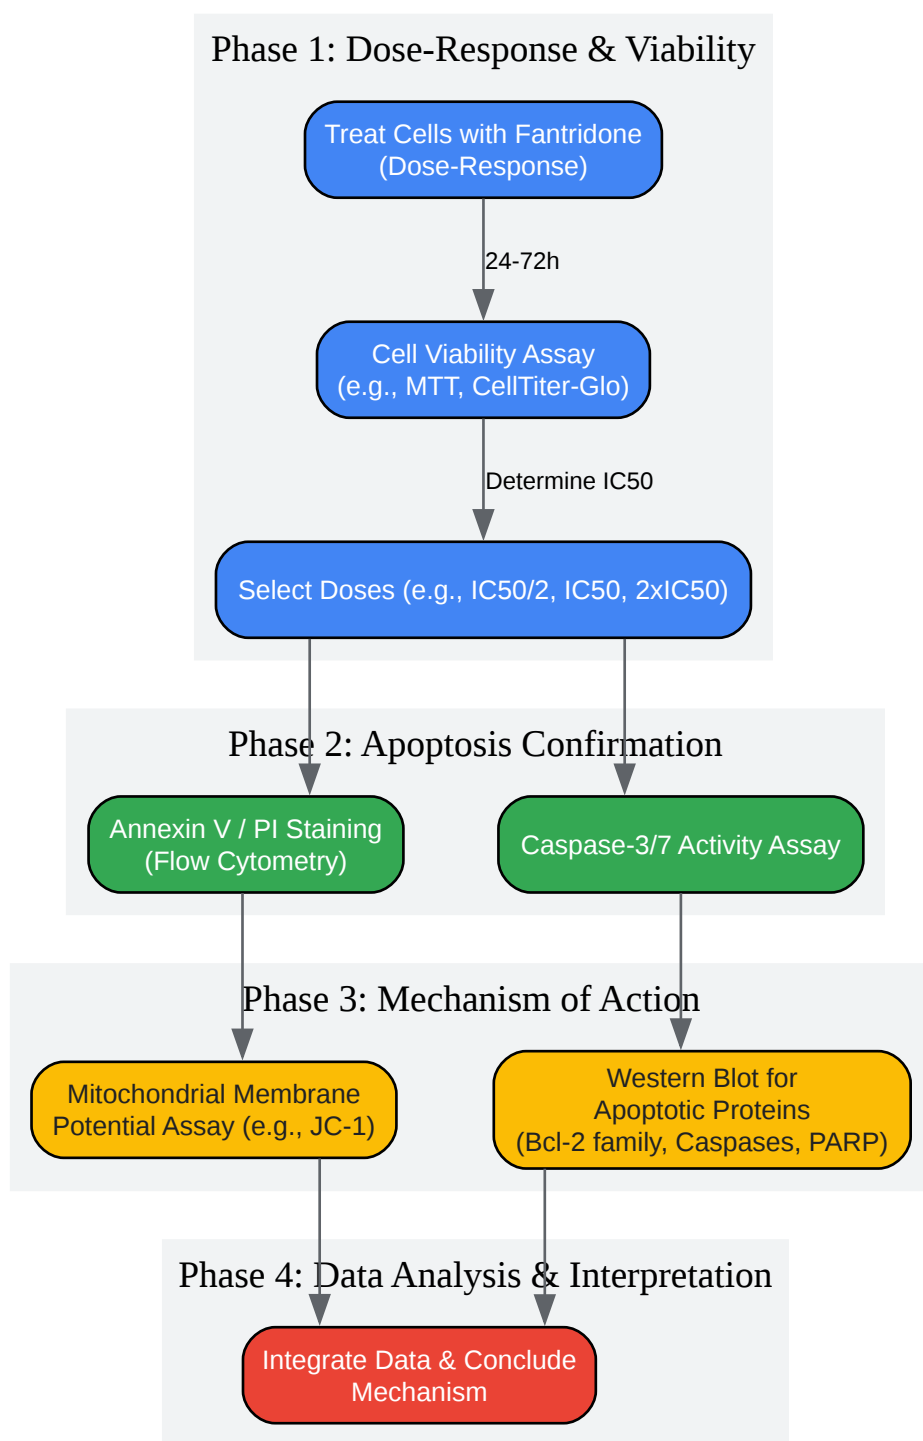 Phase 1: Dose-Response & Viability
Treat Cells with Fantridone
(Dose-Response)
24-72h
Cell Viability Assay
(e.g., MTT, CellTiter-Glo)
Determine IC50
Select Doses (e.g., IC50/2, IC50, 2xIC50)
Phase 2: Apoptosis Confirmation
Annexin V / PI Staining
(Flow Cytometry)
Caspase-3/7 Activity Assay
Phase 3: Mechanism of Action
Mitochondrial Membrane
Potential Assay (e.g., JC-1)
Western Blot for
Apoptotic Proteins
(Bcl-2 family, Caspases, PARP)
Phase 4: Data Analysis & Interpretation
Integrate Data & Conclude
Mechanism